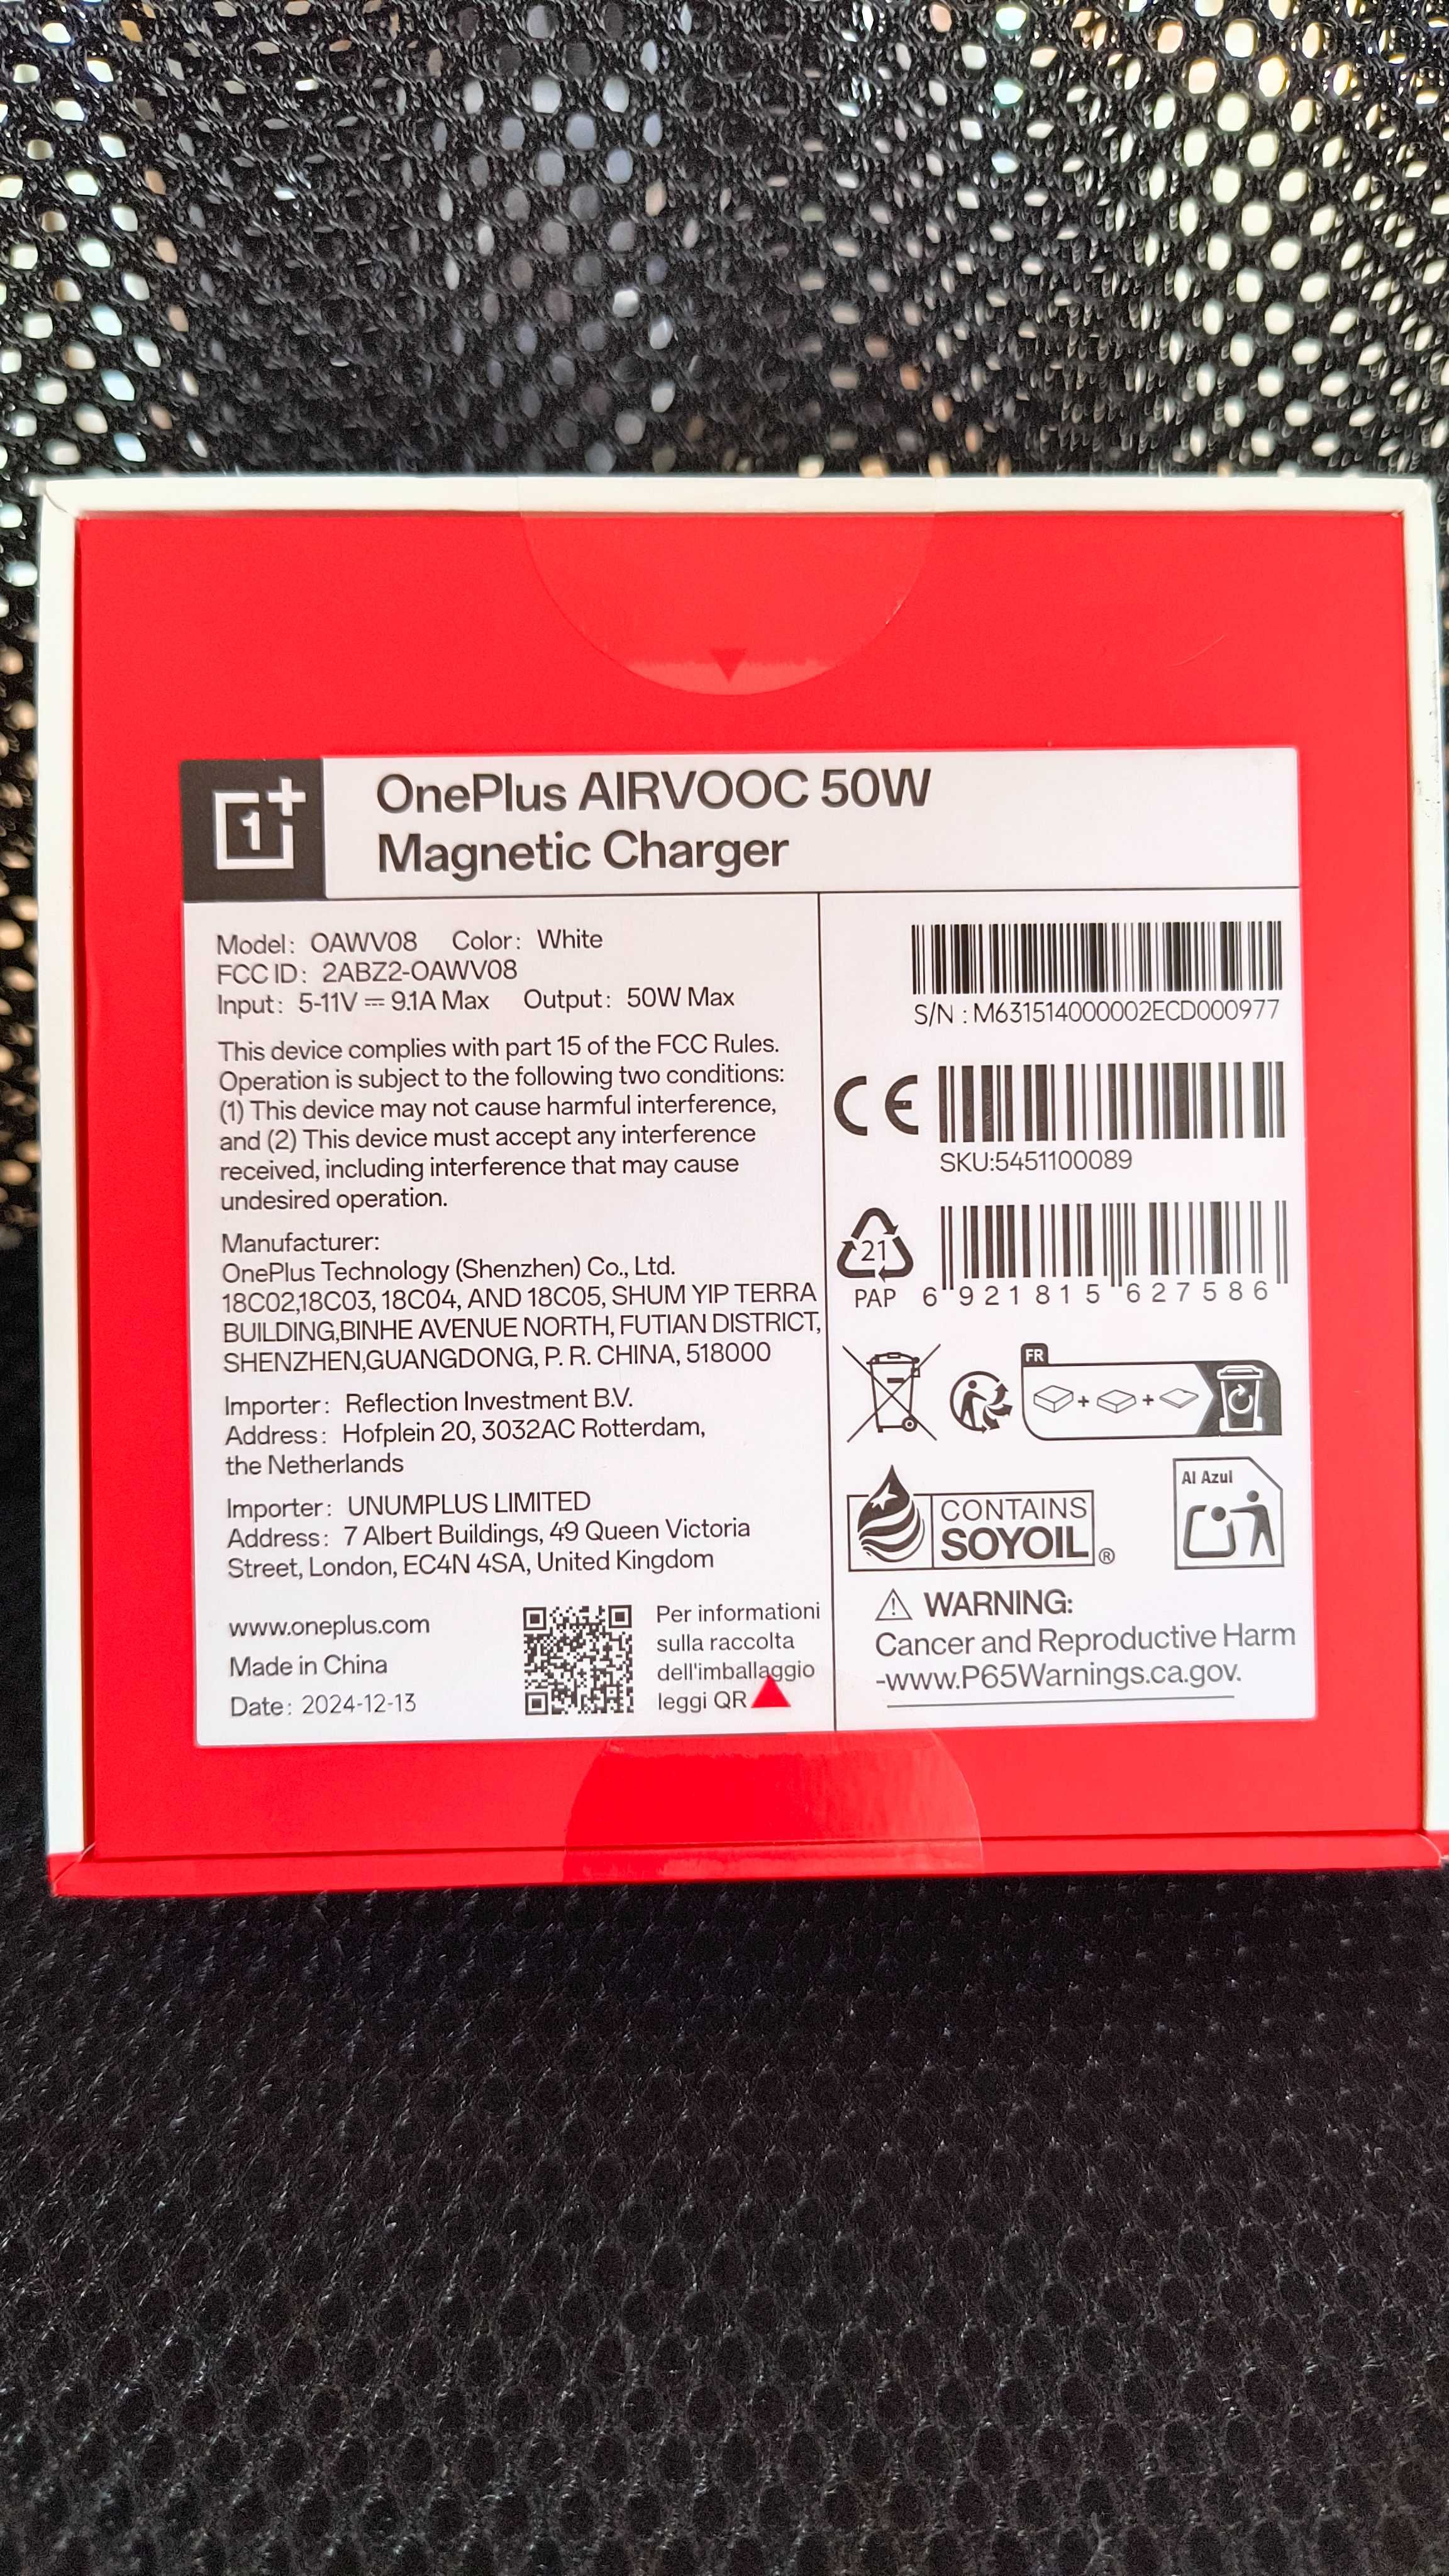 OnePlus AIRVOOC 50W
Magnetic Charger
Model: OAWV08 Color: White
FCC ID: 2ABZ2-OAWV08
Input: 5-11V ⎓ 9.1A Max Output: 50W Max
This device complies with part 15 of the FCC Rules.
Operation is subject to the following two conditions:
(1) This device may not cause harmful interference,
and (2) This device must accept any interference
received, including interference that may cause
undesired operation.
Manufacturer:
OnePlus Technology (Shenzhen) Co., Ltd.
18C02,18C03, 18C04, AND 18C05, SHUM YIP TERRA
BUILDING,BINHE AVENUE NORTH, FUTIAN DISTRICT,
SHENZHEN,GUANGDONG, P. R. CHINA, 518000
Importer: Reflection Investment B.V.
Address: Hofplein 20, 3032AC Rotterdam,
the Netherlands
Importer: UNUMPLUS LIMITED
Address: 7 Albert Buildings, 49 Queen Victoria
Street, London, EC4N 4SA, United Kingdom
www.oneplus.com
Made in China
Date: 2024-12-13
Per informationi
sulla raccolta
dell'imballaggio
leggi QR
S/N : M631514000002ECD000977
CE
SKU:5451100089
21
PAP
6 921815 627586
FR
CONTAINS
SOYOIL ®
Al Azul
WARNING:
Cancer and Reproductive Harm
-www.P65Warnings.ca.gov.